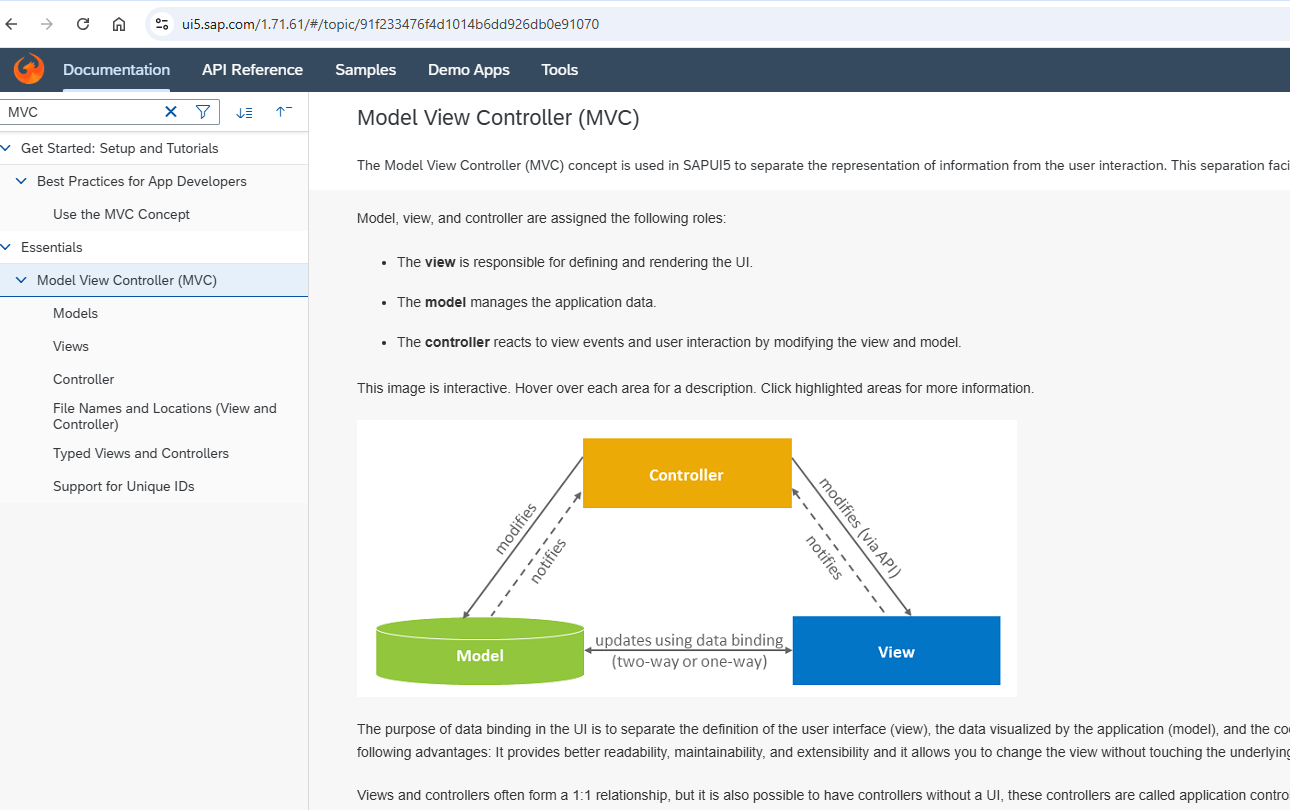 ui5.sap.com/1.71.61/#/topic/91f233476f4d1014b6dd926db0e91070
Documentation API Reference Samples Demo Apps Tools
MVC
Get Started: Setup and Tutorials
Best Practices for App Developers
Use the MVC Concept
Essentials
Model View Controller (MVC)
Models
Views
Controller
File Names and Locations (View and
Controller)
Typed Views and Controllers
Support for Unique IDs
Model View Controller (MVC)
The Model View Controller (MVC) concept is used in SAPUI5 to separate the representation of information from the user interaction. This separation faci
Model, view, and controller are assigned the following roles:
• The view is responsible for defining and rendering the UI.
• The model manages the application data.
• The controller reacts to view events and user interaction by modifying the view and model.
This image is interactive. Hover over each area for a description. Click highlighted areas for more information.
Controller
modifies
notifies
modifies (via API)
notifies
Model
updates using data binding
(two-way or one-way)
View
The purpose of data binding in the UI is to separate the definition of the user interface (view), the data visualized by the application (model), and the co
following advantages: It provides better readability, maintainability, and extensibility and it allows you to change the view without touching the underlying
Views and controllers often form a 1:1 relationship, but it is also possible to have controllers without a UI, these controllers are called application contro